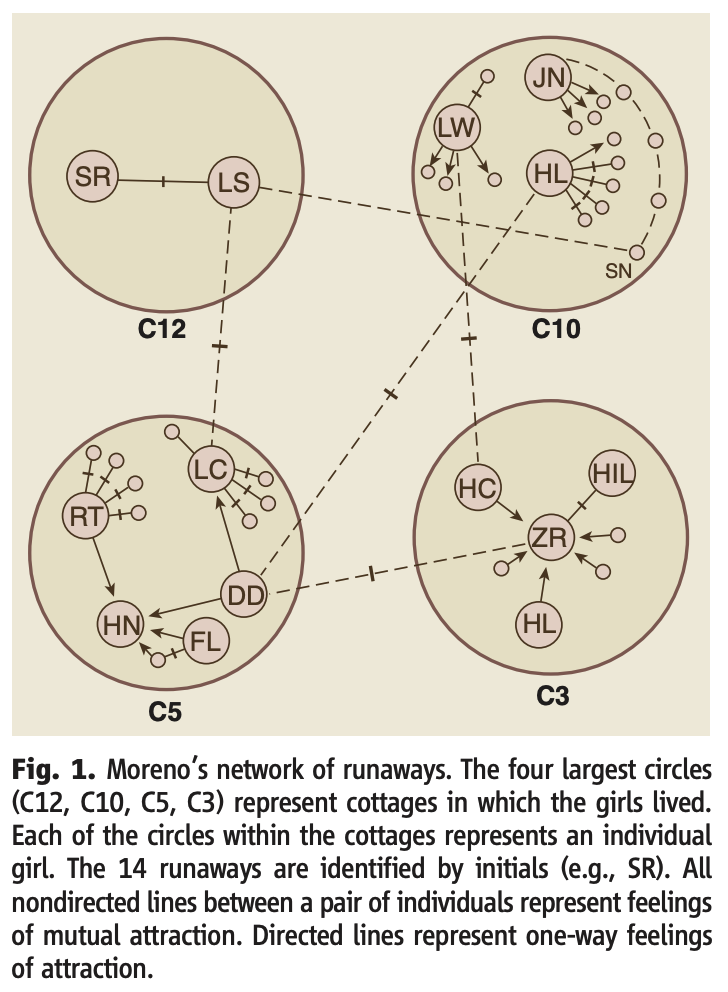 JN
LW
SR
LS
HL
SN
C12
C10
LC
HC
HIL
RT
ZR
DD
HN
FL
HL
C5
C3
Fig. 1. Moreno's network of runaways. The four largest circles
(C12, C10, C5, C3) represent cottages in which the girls lived.
Each of the circles within the cottages represents an individual
girl. The 14 runaways are identified by initials (e.g., SR). All
nondirected lines between a pair of individuals represent feelings
of mutual attraction. Directed lines represent one-way feelings
of attraction.